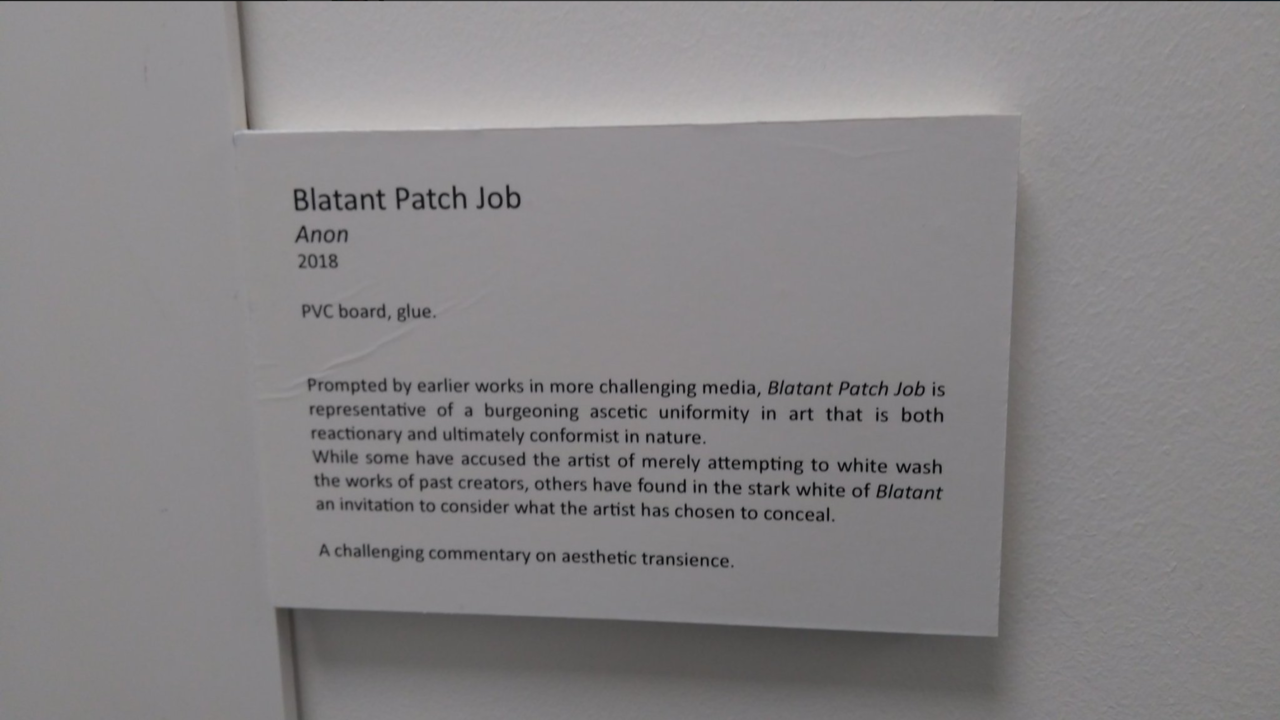 Blatant Patch Job
Anon
2018
PVC board, glue.
Prompted by earlier works in more challenging media, Blatant Patch Job is
representative of a burgeoning ascetic uniformity in art that is both
reactionary and ultimately conformist in nature.
While some have accused the artist of merely attempting to white wash
the works of past creators, others have found in the stark white of Blatant
an invitation to consider what the artist has chosen to conceal.
A challenging commentary on aesthetic transience.